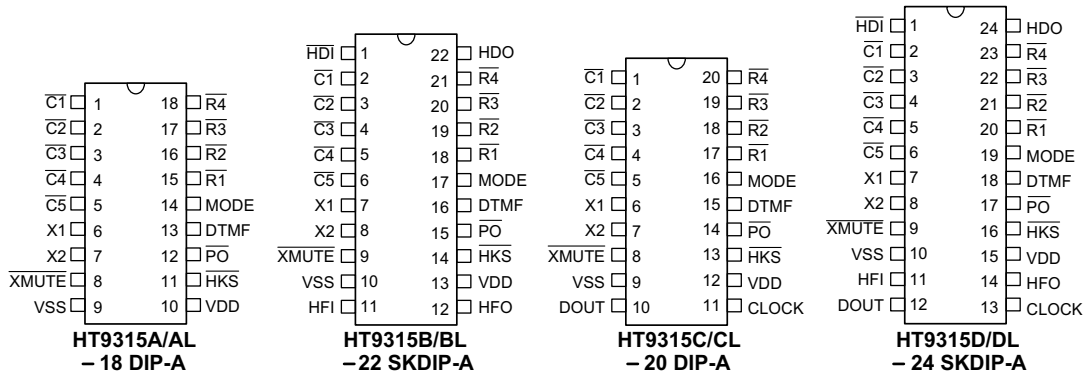 C1 1 18 R4
C2 2 17 R3
C3 3 16 R2
C4 4 15 R1
C5 5 14 MODE
X1 6 13 DTMF
X2 7 12 PO
XMUTE 8 11 HKS
VSS 9 10 VDD
HT9315A/AL
– 18 DIP-A
HDI 1 22 HDO
C1 2 21 R4
C2 3 20 R3
C3 4 19 R2
C4 5 18 R1
C5 6 17 MODE
X1 7 16 DTMF
X2 8 15 PO
XMUTE 9 14 HKS
VSS 10 13 VDD
HFI 11 12 HFO
HT9315B/BL
– 22 SKDIP-A
C1 1 20 R4
C2 2 19 R3
C3 3 18 R2
C4 4 17 R1
C5 5 16 MODE
X1 6 15 DTMF
X2 7 14 PO
XMUTE 8 13 HKS
VSS 9 12 VDD
DOUT 10 11 CLOCK
HT9315C/CL
– 20 DIP-A
HDI 1 24 HDO
C1 2 23 R4
C2 3 22 R3
C3 4 21 R2
C4 5 20 R1
C5 6 19 MODE
X1 7 18 DTMF
X2 8 17 PO
XMUTE 9 16 HKS
VSS 10 15 VDD
HFI 11 14 HFO
DOUT 12 13 CLOCK
HT9315D/DL
– 24 SKDIP-A